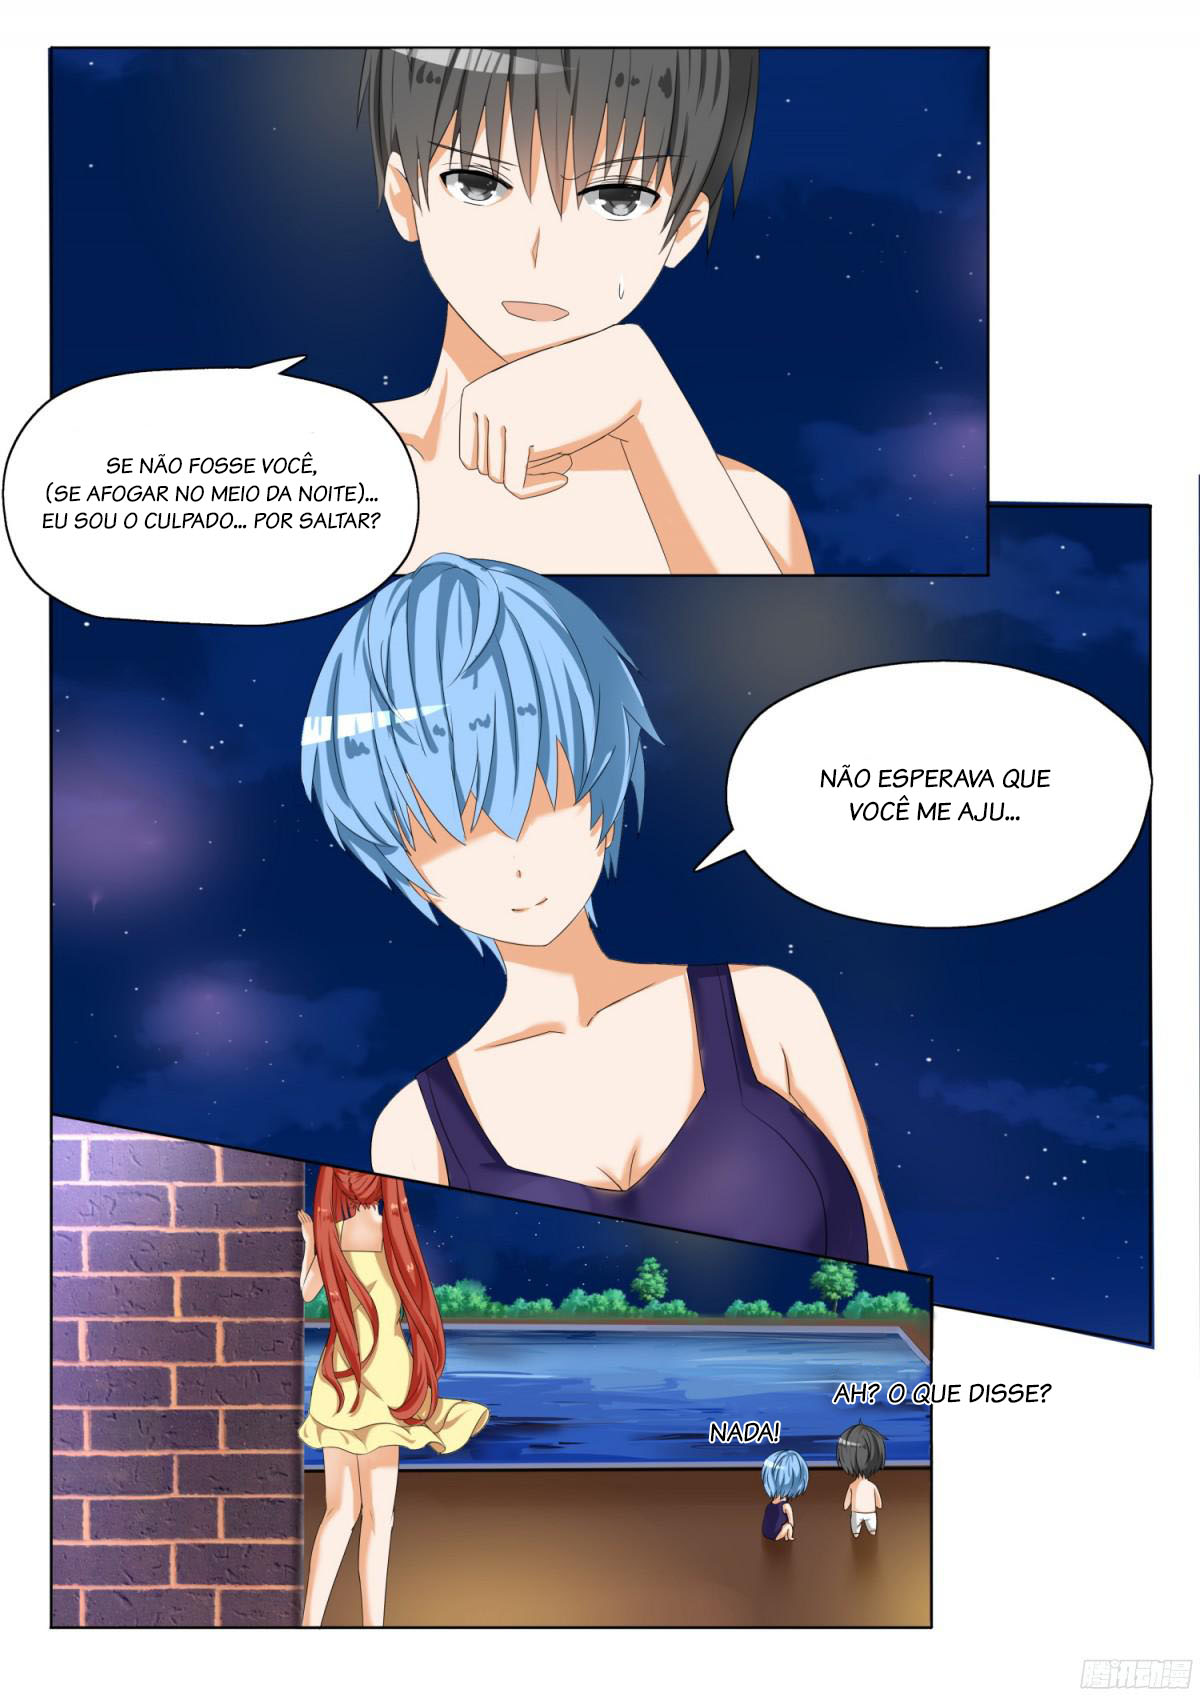 SE NÃO FOSSE VOCÊ,
(SE AFOGAR NO MEIO DA NOITE)...
EU SOU O CULPADO... POR SALTAR?
NÃO ESPERAVA QUE
VOCÊ ME AJU...
AH? O QUE DISSE?
NADA!
腾讯动漫